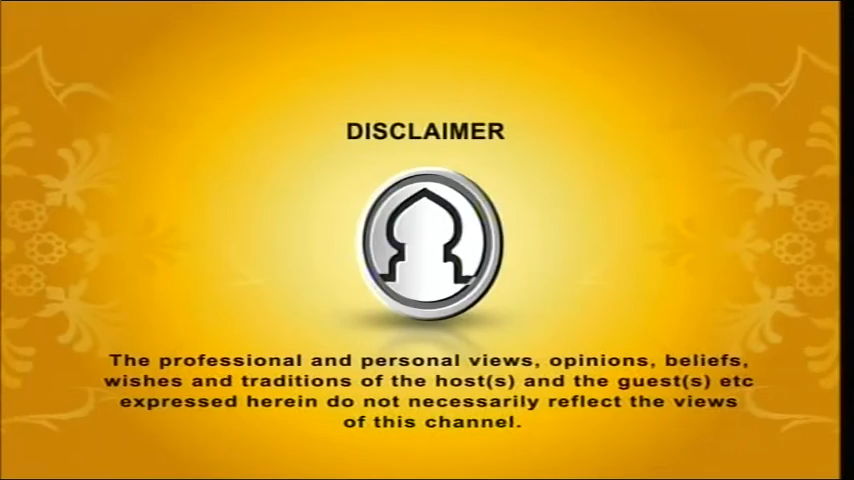 DISCLAIMER
The professional and personal views, opinions, beliefs,
wishes and traditions of the host(s) and the guest(s) etc
expressed herein do not necessarily reflect the views
of this channel.